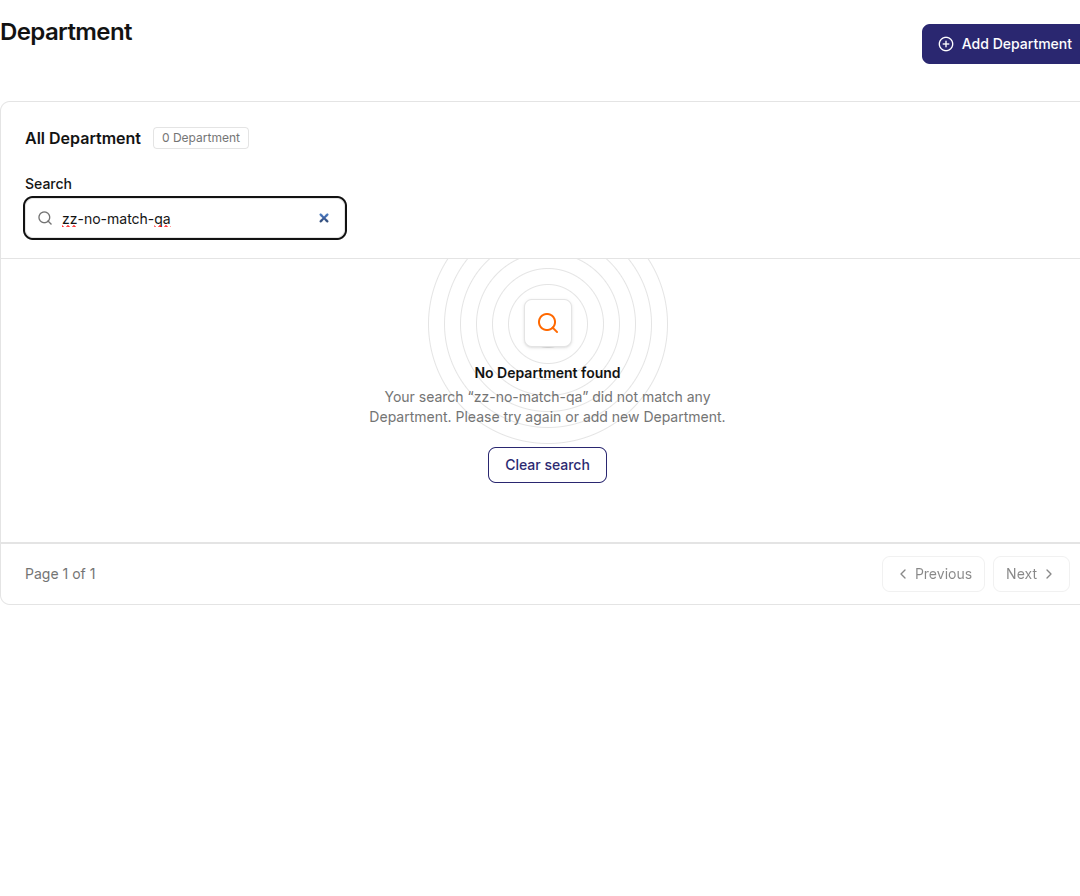 Department
Add Department
All Department
0 Department
Search
zz-no-match-qa
No Department found
Your search “zz-no-match-qa” did not match any
Department. Please try again or add new Department.
Clear search
Page 1 of 1
Previous
Next